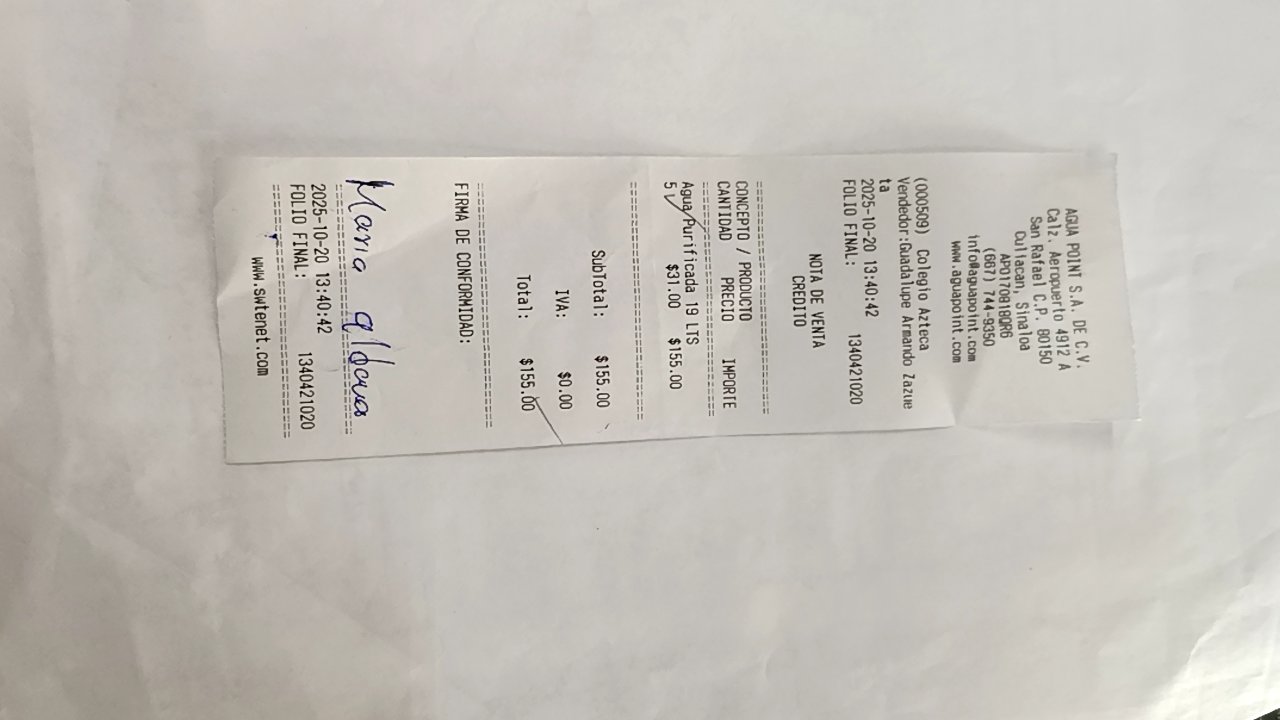 AGUA POINT S.A. DE C.V.
Calz. Aeropuerto 4912 A
San Rafael C.P. 80150
Culiacan, Sinaloa
APO170818QR6
(667) 744-9350
info@aguapoint.com
www.aguapoint.com
(000509) Colegio Azteca
Vendedor:Guadalupe Armando Zazue
ta
2025-10-20 13:40:42
FOLIO FINAL: 1340421020
NOTA DE VENTA
CREDITO
================================
CONCEPTO / PRODUCTO
CANTIDAD PRECIO IMPORTE
================================
Agua Purificada 19 LTS
5 $31.00 $155.00
================================
SubTotal: $155.00
IVA: $0.00
Total: $155.00
================================
FIRMA DE CONFORMIDAD:
Maria aldana
================================
2025-10-20 13:40:42
FOLIO FINAL: 1340421020
================================
www.swtenet.com